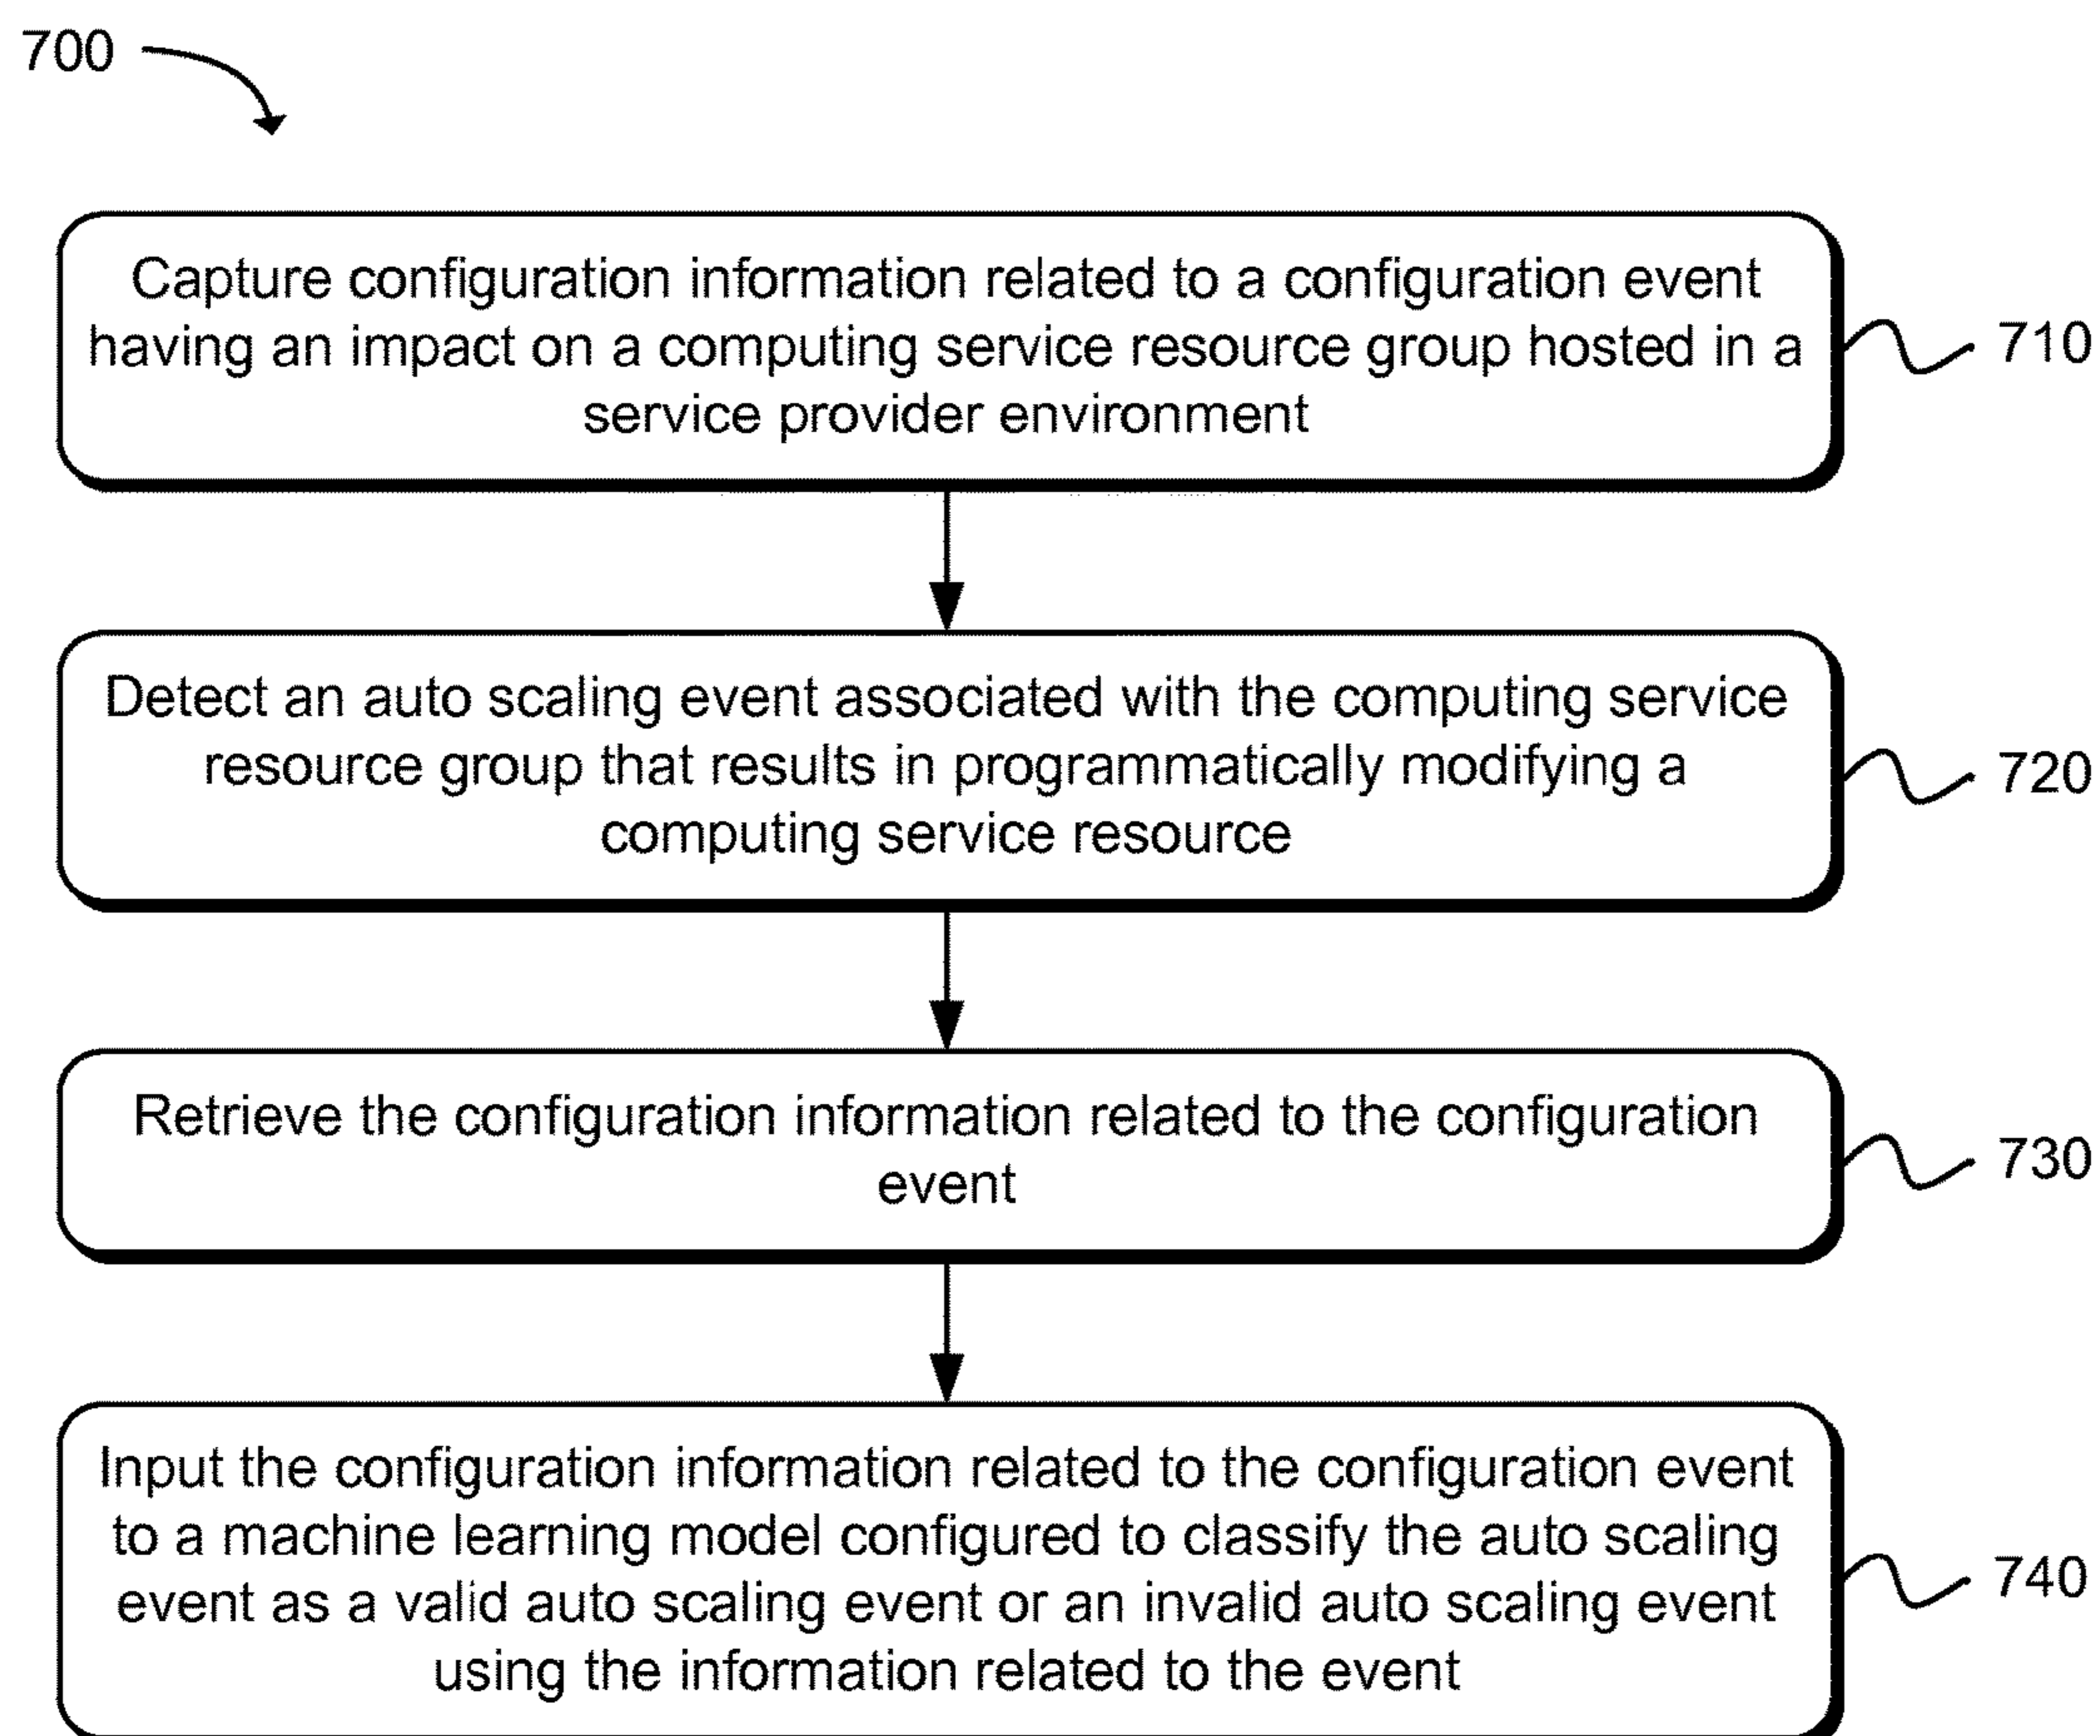 700
Capture configuration information related to a configuration event
having an impact on a computing service resource group hosted in a
service provider environment
710
Detect an auto scaling event associated with the computing service
resource group that results in programmatically modifying a
computing service resource
720
Retrieve the configuration information related to the configuration
event
730
Input the configuration information related to the configuration event
to a machine learning model configured to classify the auto scaling
event as a valid auto scaling event or an invalid auto scaling event
using the information related to the event
740